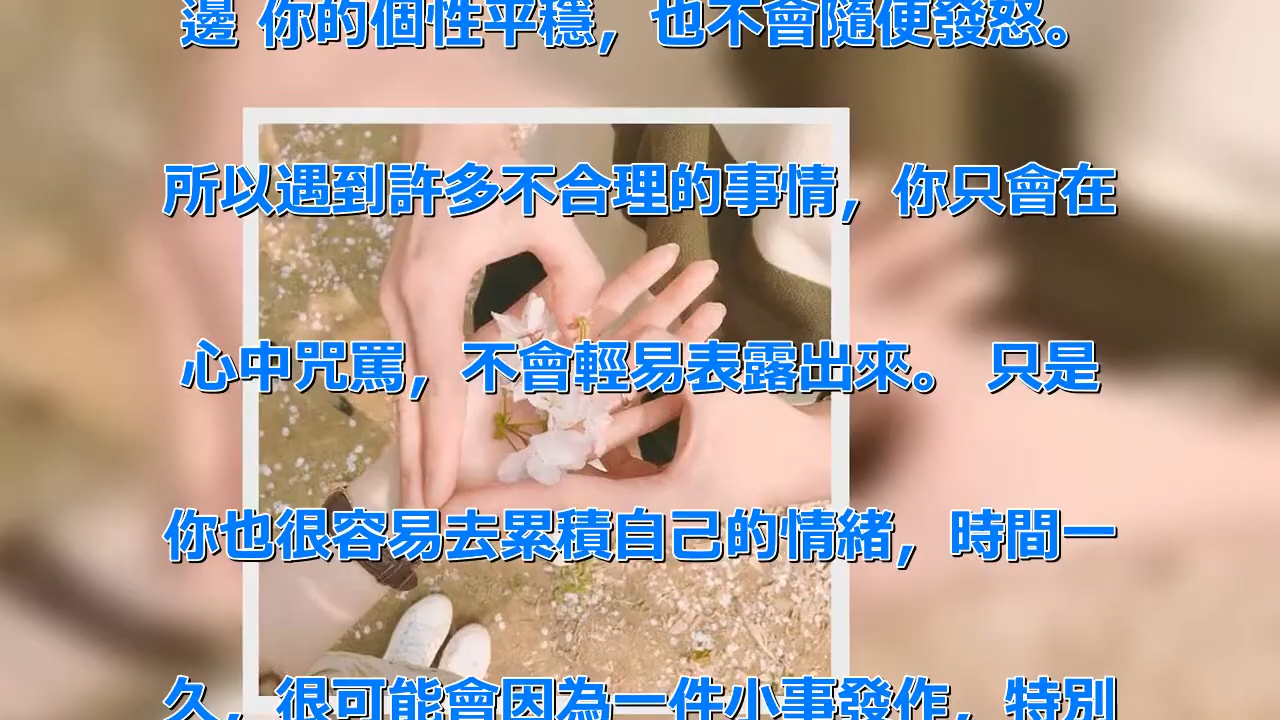 邊 你的個性平穩，也不會隨便發怒。
所以遇到許多不合理的事情，你只會在
心中咒罵，不會輕易表露出來。 只是
你也很容易去累積自己的情緒，時間一
久，很可能會因為一件小事發作，特別